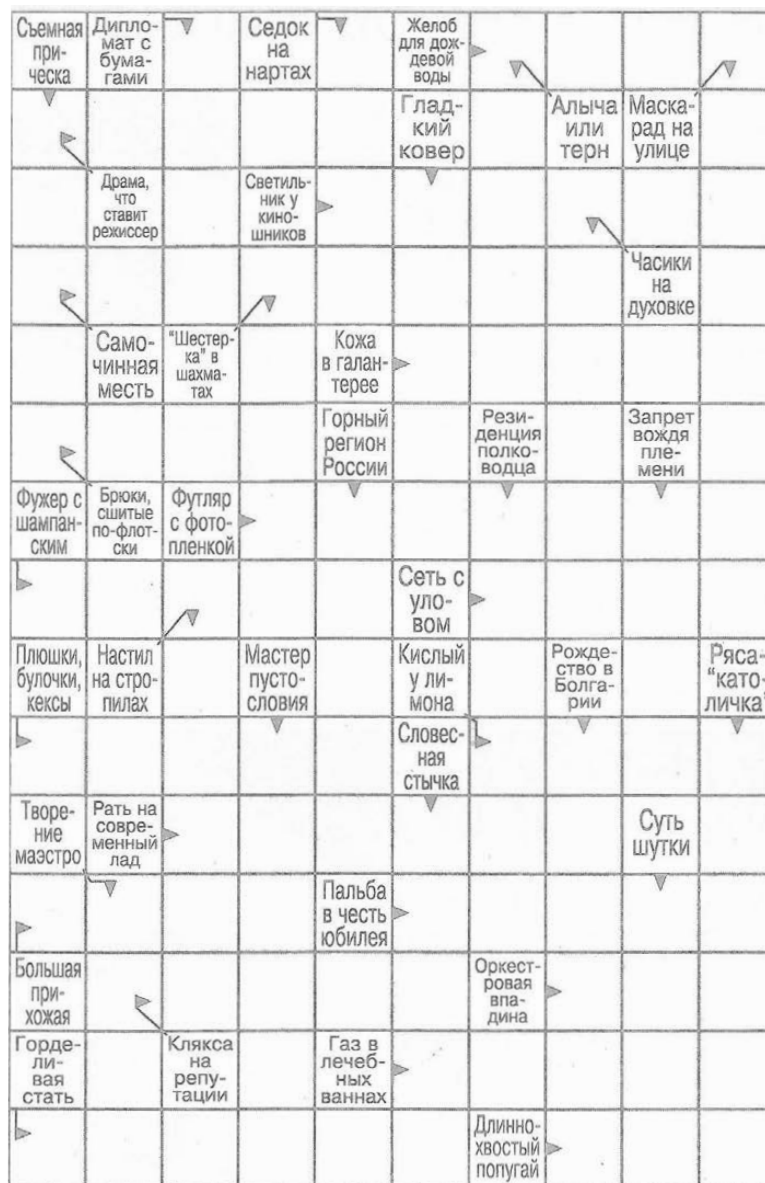 Съемная
при-
ческа
Дипло-
мат с
бума-
гами
Седок
на
нартах
Желоб
для дож-
девой
воды
Глад-
кий
ковер
Алыча
или
терн
Маска-
рад на
улице
Драма,
что
ставит
режиссер
Светиль-
ник у
кино-
шников
Часики
на
духовке
Само-
чинная
месть
"Шестер-
ка" в
шахма-
тах
Кожа
в галан-
терее
Горный
регион
России
Рези-
денция
полко-
водца
Запрет
вождя
пле-
мени
Фужер с
шампан-
ским
Брюки,
сшитые
по-флот-
ски
Футляр
с фото-
пленкой
Сеть с
уло-
вом
Плюшки,
булочки,
кексы
Настил
на стро-
пилах
Мастер
пусто-
словия
Кислый
у ли-
мона
Рожде-
ство в
Болга-
рии
Ряса-
"като-
личка"
Словес-
ная
стычка
Творе-
ние
маэстро
Рать на
совре-
менный
лад
Суть
шутки
Пальба
в честь
юбилея
Большая
при-
хожая
Оркест-
ровая
впа-
дина
Горде-
ли-
вая
стать
Клякса
на
репу-
тации
Газ в
лечеб-
ных
ваннах
Длинно-
хвостый
попугай